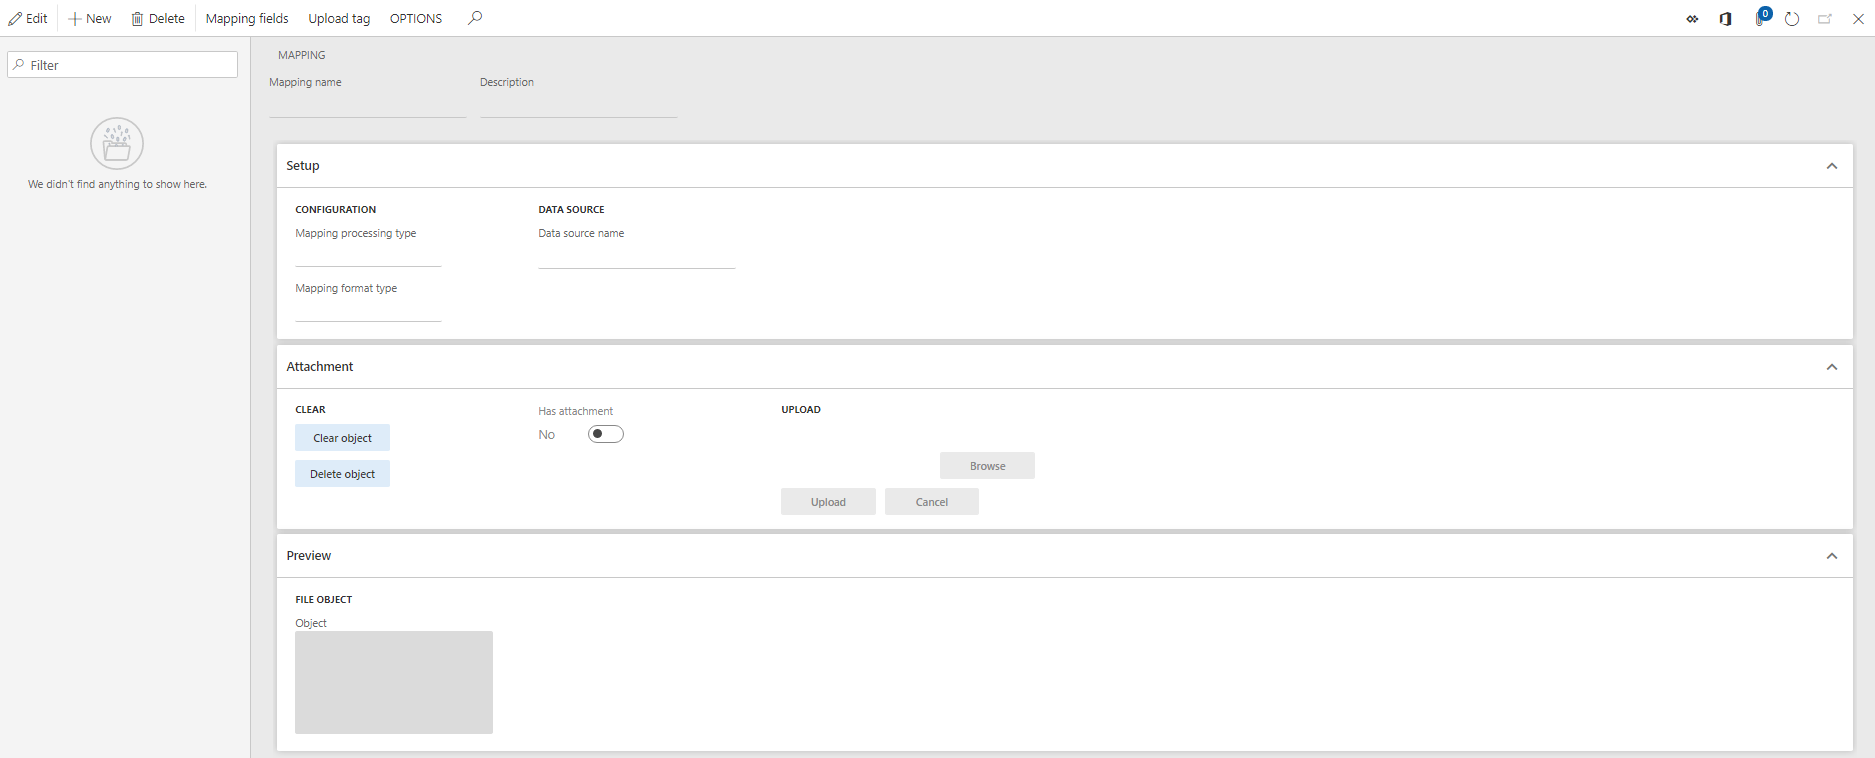 Edit New Delete Mapping fields Upload tag OPTIONS 0
Filter
We didn't find anything to show here.
MAPPING
Mapping name Description
Setup
CONFIGURATION DATA SOURCE
Mapping processing type Data source name
Mapping format type
Attachment
CLEAR Has attachment UPLOAD
Clear object No
Browse
Delete object
Upload Cancel
Preview
FILE OBJECT
Object